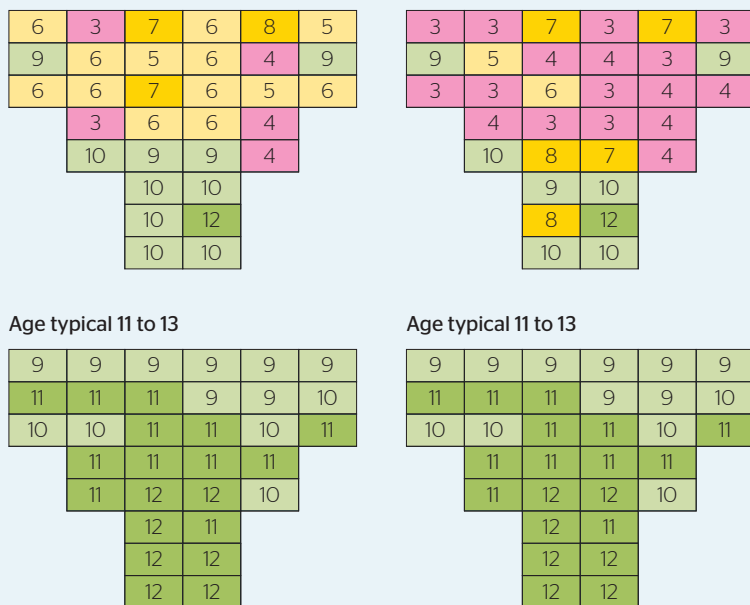 6 3 7 6 8 5
9 6 5 6 4 9
6 6 7 6 5 6
3 6 6 4
10 9 9 4
10 10
10 12
10 10
3 3 7 3 7 3
9 5 4 4 3 9
3 3 6 3 4 4
4 3 3 4
10 8 7 4
9 10
8 12
10 10
Age typical 11 to 13
9 9 9 9 9 9
11 11 11 9 9 10
10 10 11 11 10 11
11 11 11 11
11 12 12 10
12 11
12 12
12 12
Age typical 11 to 13
9 9 9 9 9 9
11 11 11 9 9 10
10 10 11 11 10 11
11 11 11 11
11 12 12 10
12 11
12 12
12 12